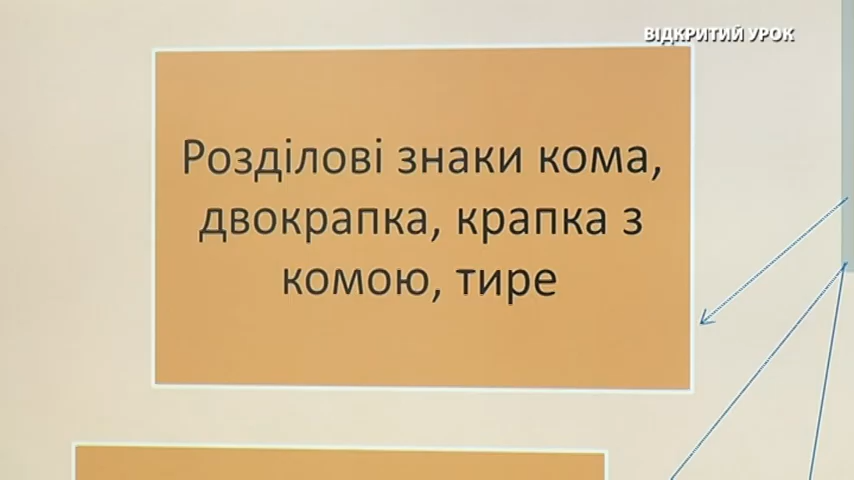 ВІДКРИТИЙ УРОК
Розділові знаки кома,
двокрапка, крапка з
комою, тире